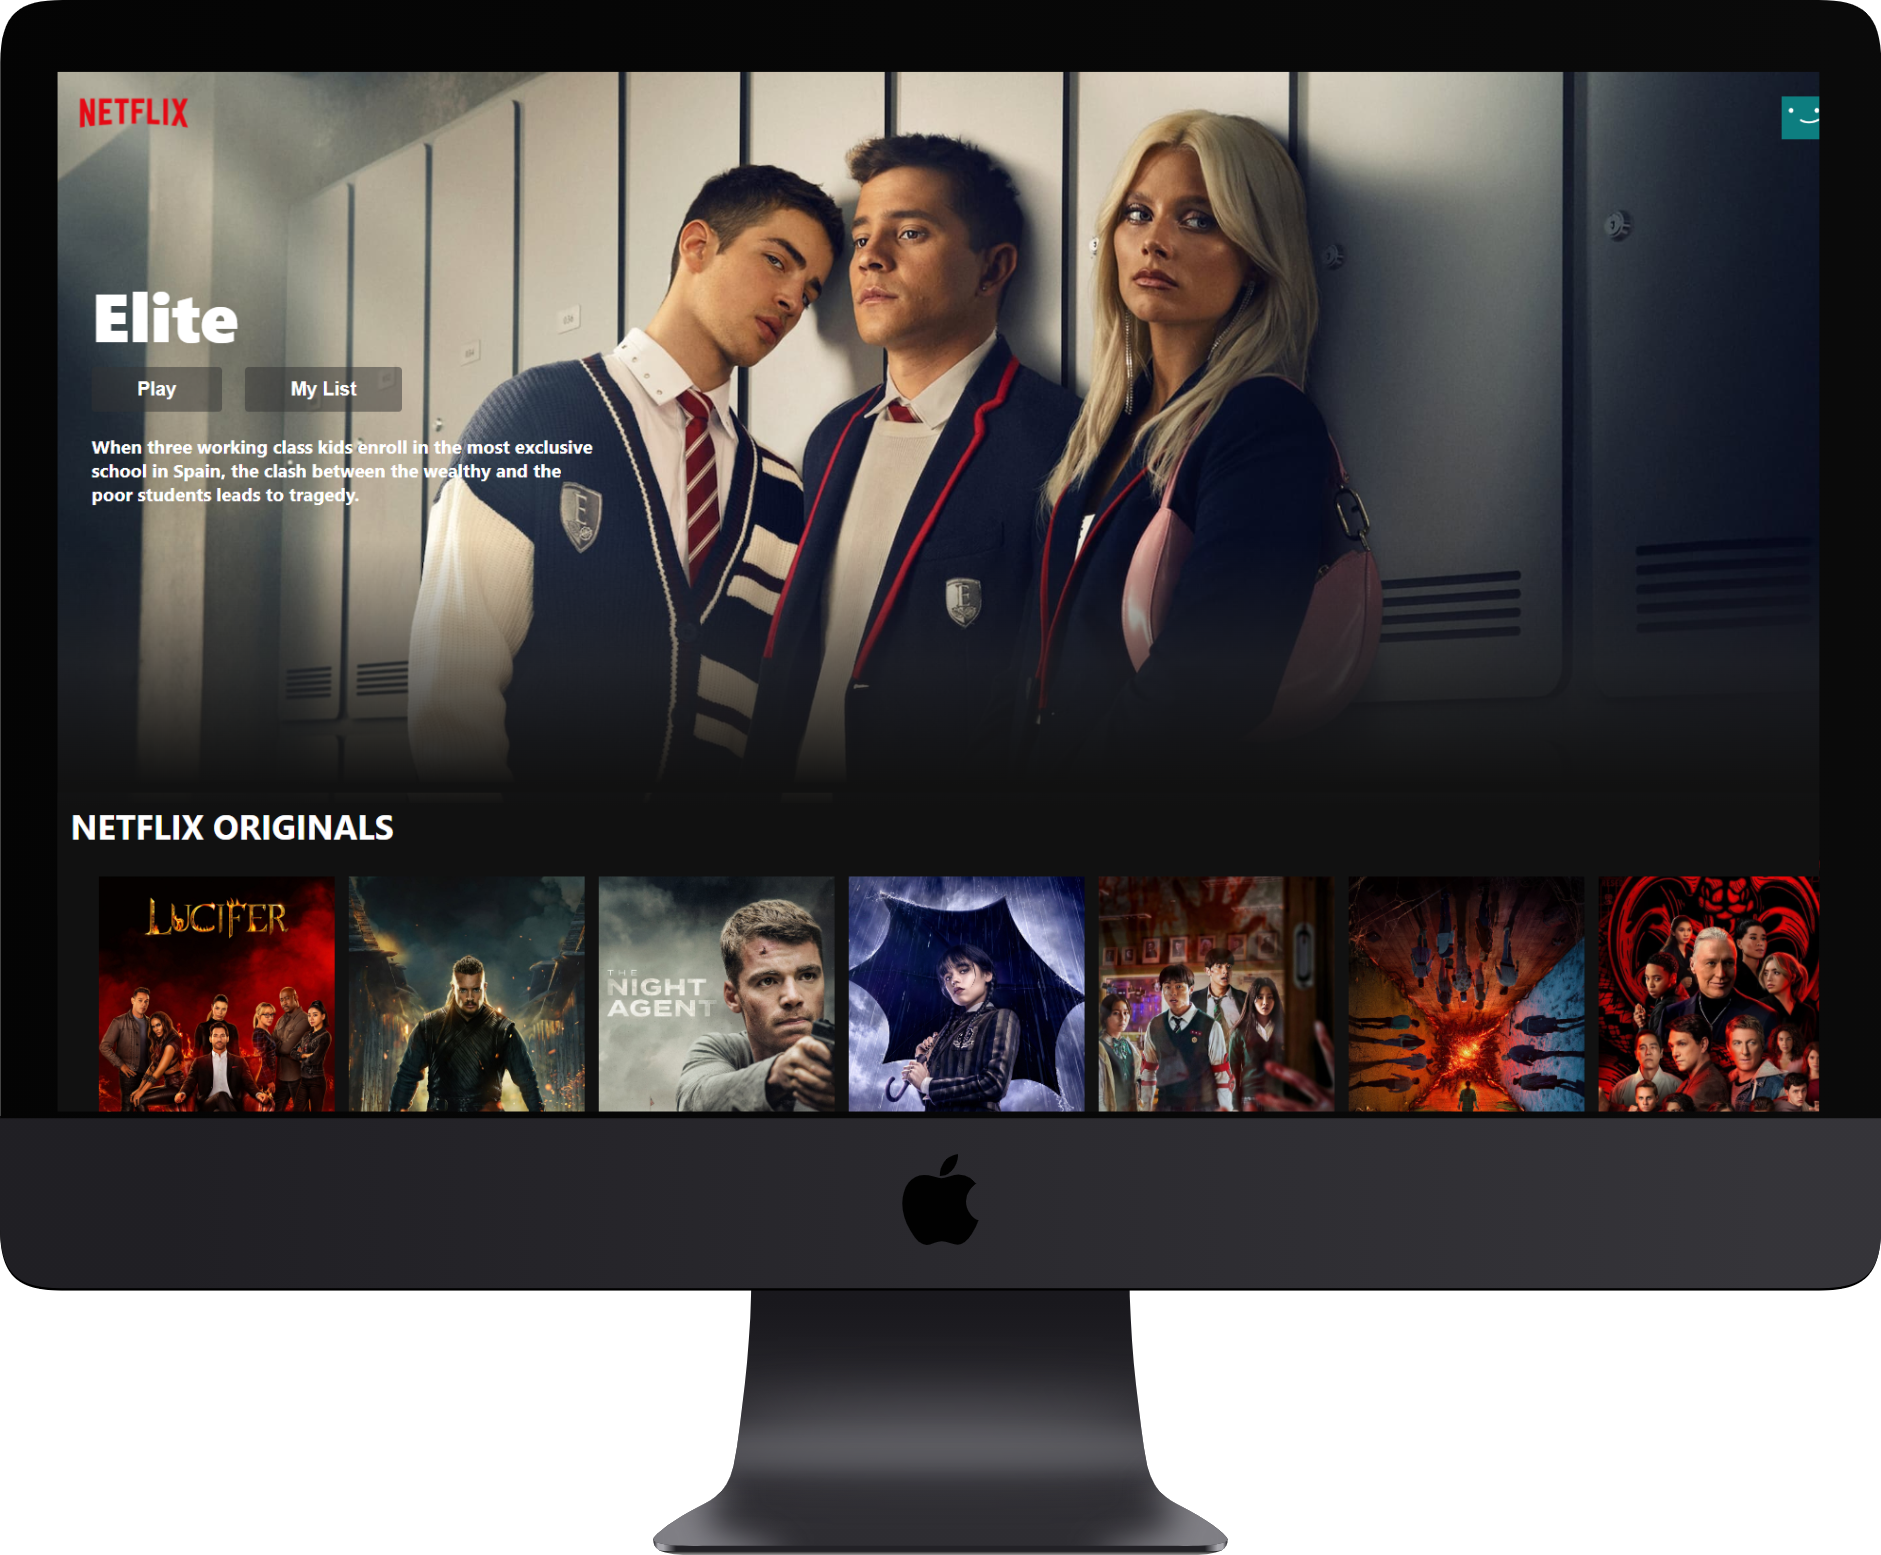 NETFLIX
Elite
Play
My List
When three working class kids enroll in the most exclusive
school in Spain, the clash between the wealthy and the
poor students leads to tragedy.
E
E
NETFLIX ORIGINALS
LUCIFER
THE
NIGHT
AGENT